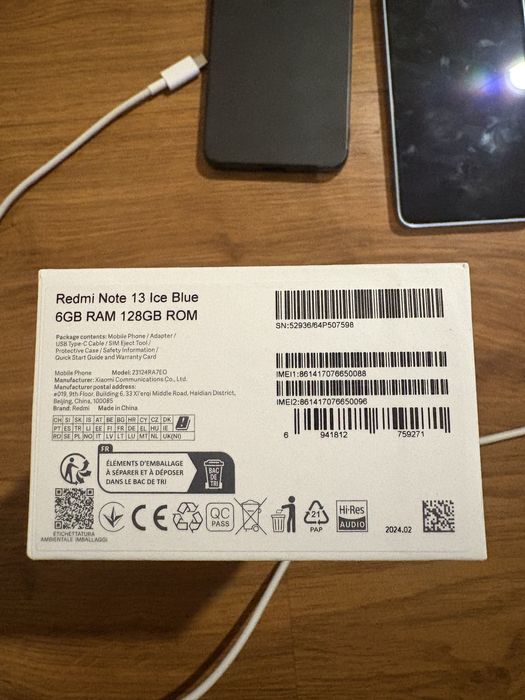 Redmi Note 13 Ice Blue
6GB RAM 128GB ROM
Package contents: Mobile Phone / Adapter /
USB Type-C Cable / SIM Eject Tool /
Protective Case / Safety Information /
Quick Start Guide and Warranty Card
Mobile Phone Model: 23124RA7EO
Manufacturer: Xiaomi Communications Co., Ltd.
Manufacturer postal address:
#019, 9th Floor, Building 6, 33 Xi'erqi Middle Road, Haidian District,
Beijing, China, 100085
Brand: Redmi Made in China
SN:52936/64P507598
IMEI1:861417076650088
IMEI2:861417076650096
6 941812 759271
CH SI SK IS AT BE BG HR CY CZ DK
PT ES TR LI EE FI FR DE EL HU IE
RO SE PL NO IT LV LT LU MT NL UK(NI)
FR
ÉLÉMENTS D'EMBALLAGE
À SÉPARER ET À DÉPOSER
DANS LE BAC DE TRI
BAC
DE
TRI
ETICHETTATURA
AMBIENTALE IMBALLAGGI
CE
QC
PASS
21
PAP
Hi-Res
AUDIO
2024.02